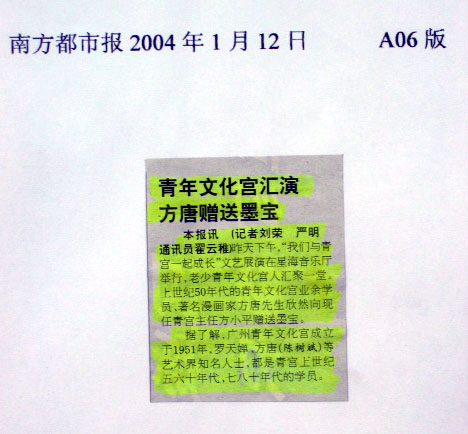 南方都市报 2004 年 1 月 12 日 A06 版
青年文化宫汇演
方唐赠送墨宝
本报讯 (记者刘荣 严明
通讯员翟云稚)昨天下午,“我们与青
宫一起成长”文艺展演在星海音乐厅
举行,老少青年文化宫人汇聚一堂。
上世纪50年代的青年文化宫业余学
员、著名漫画家方唐先生欣然向现
任青宫主任方小平赠送墨宝。
据了解,广州青年文化宫成立
于1951年,罗天婵、方唐(陈树斌)等
艺术界知名人士,都是青宫上世纪
五六十年代,七八十年代的学员。